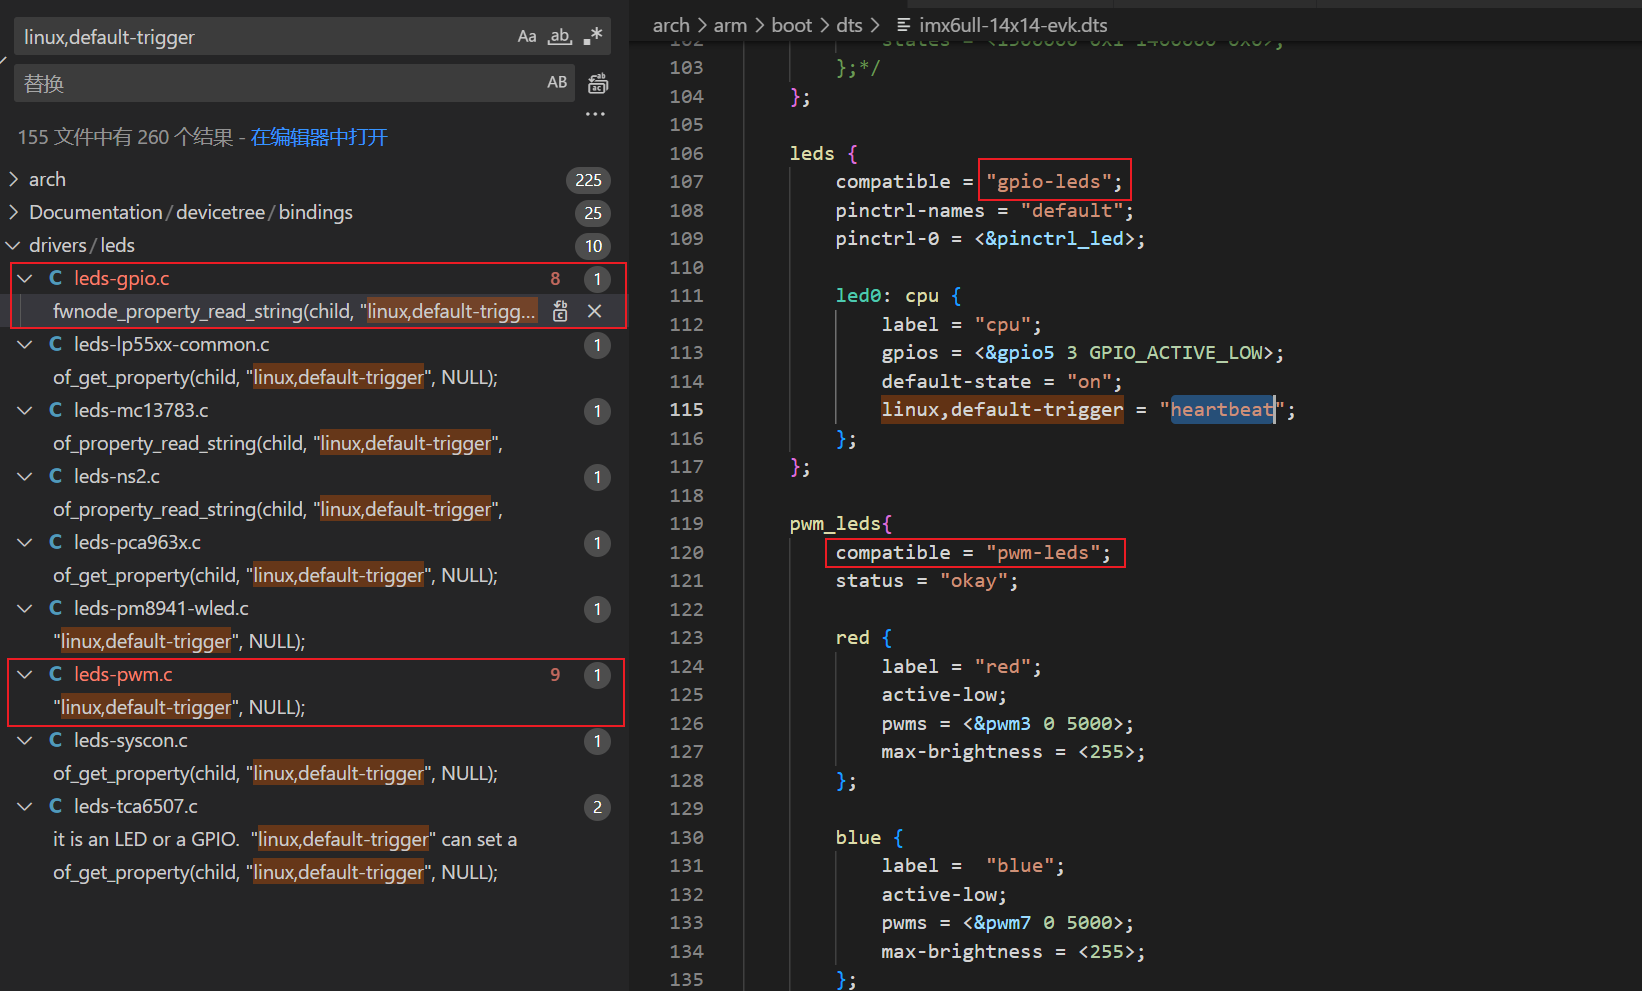 linux,default-trigger
Aa ab .*
替换
AB
155 文件中有 260 个结果 - 在编辑器中打开
arch 225
Documentation/devicetree/bindings 25
drivers/leds 10
C leds-gpio.c 8 1
fwnode_property_read_string(child, "linux,default-trigg...
C leds-lp55xx-common.c 1
of_get_property(child, "linux,default-trigger", NULL);
C leds-mc13783.c 1
of_property_read_string(child, "linux,default-trigger",
C leds-ns2.c 1
of_property_read_string(child, "linux,default-trigger",
C leds-pca963x.c 1
of_get_property(child, "linux,default-trigger", NULL);
C leds-pm8941-wled.c 1
"linux,default-trigger", NULL);
C leds-pwm.c 9 1
"linux,default-trigger", NULL);
C leds-syscon.c 1
of_get_property(child, "linux,default-trigger", NULL);
C leds-tca6507.c 2
it is an LED or a GPIO. "linux,default-trigger" can set a
of_get_property(child, "linux,default-trigger", NULL);
arch > arm > boot > dts > imx6ull-14x14-evk.dts
102 states = <1300000 0x1 1400000 0x0>;
103 };*/
104 };
105
106 leds {
107 compatible = "gpio-leds";
108 pinctrl-names = "default";
109 pinctrl-0 = <&pinctrl_led>;
110
111 led0: cpu {
112 label = "cpu";
113 gpios = <&gpio5 3 GPIO_ACTIVE_LOW>;
114 default-state = "on";
115 linux,default-trigger = "heartbeat";
116 };
117 };
118
119 pwm_leds{
120 compatible = "pwm-leds";
121 status = "okay";
122
123 red {
124 label = "red";
125 active-low;
126 pwms = <&pwm3 0 5000>;
127 max-brightness = <255>;
128 };
129
130 blue {
131 label =  "blue";
132 active-low;
133 pwms = <&pwm7 0 5000>;
134 max-brightness = <255>;
135 };